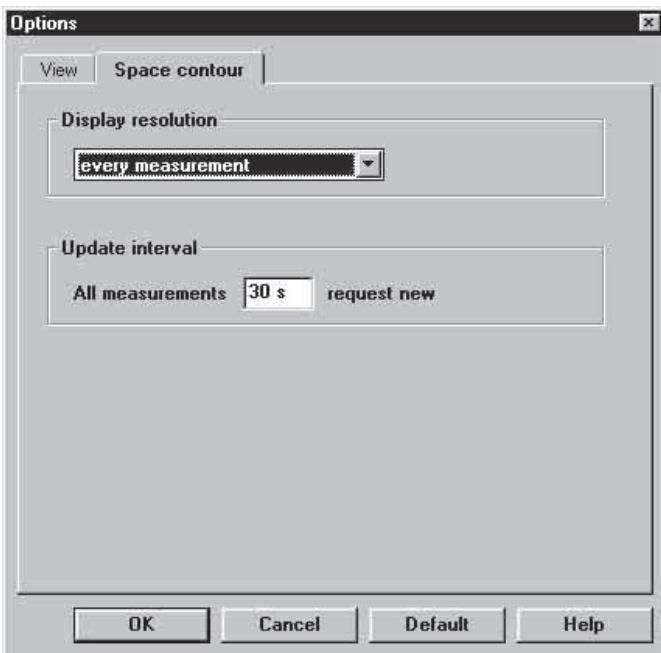 Options
View Space contour
Display resolution
every measurement
Update interval
All measurements 30 s request new
OK Cancel Default Help